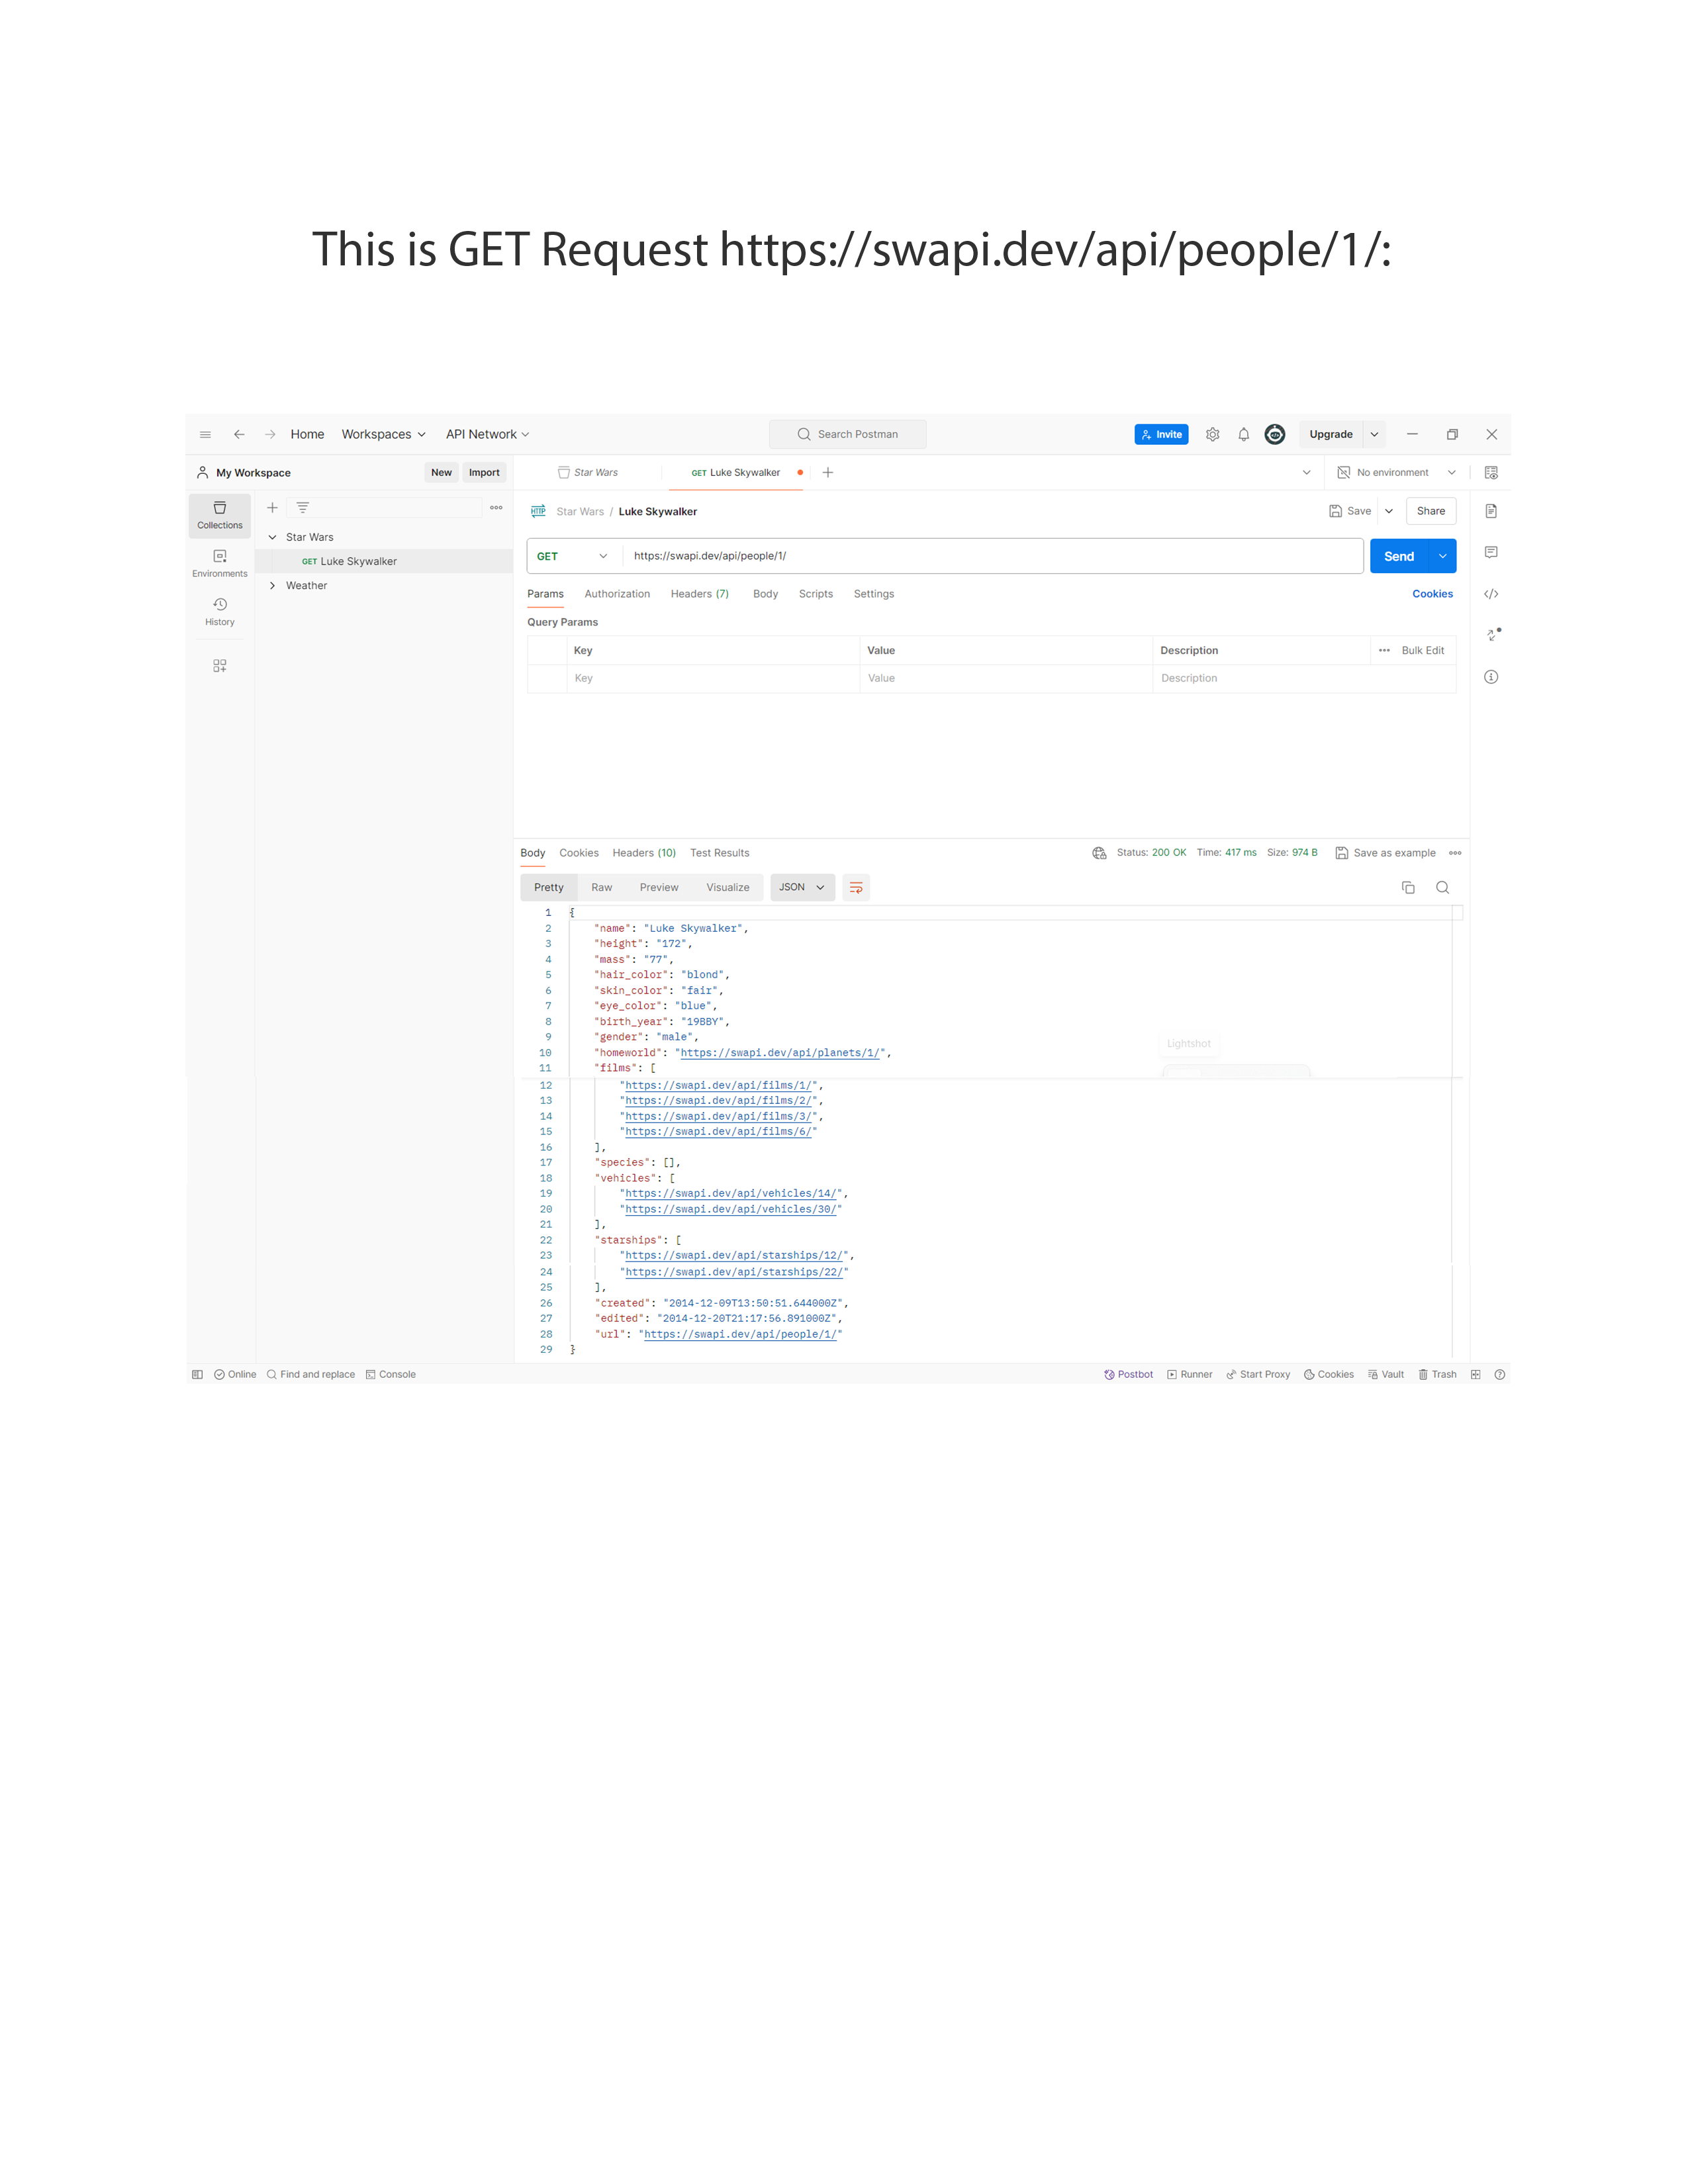 This is GET Request https://swapi.dev/api/people/1/:
Home Workspaces API Network Search Postman Invite Upgrade
My Workspace New Import Star Wars GET Luke Skywalker No environment
Collections
Environments
History
Star Wars
GET Luke Skywalker
Weather
HTTP Star Wars / Luke Skywalker Save Share
GET https://swapi.dev/api/people/1/ Send
Params Authorization Headers (7) Body Scripts Settings Cookies
Query Params
Key Value Description Bulk Edit
Key Value Description
Body Cookies Headers (10) Test Results Status: 200 OK Time: 417 ms Size: 974 B Save as example
Pretty Raw Preview Visualize JSON
1 {
2 "name": "Luke Skywalker",
3 "height": "172",
4 "mass": "77",
5 "hair_color": "blond",
6 "skin_color": "fair",
7 "eye_color": "blue",
8 "birth_year": "19BBY",
9 "gender": "male",
Lightshot
10 "homeworld": "https://swapi.dev/api/planets/1/",
11 "films": [
12 "https://swapi.dev/api/films/1/",
13 "https://swapi.dev/api/films/2/",
14 "https://swapi.dev/api/films/3/",
15 "https://swapi.dev/api/films/6/"
16 ],
17 "species": [],
18 "vehicles": [
19 "https://swapi.dev/api/vehicles/14/",
20 "https://swapi.dev/api/vehicles/30/"
21 ],
22 "starships": [
23 "https://swapi.dev/api/starships/12/",
24 "https://swapi.dev/api/starships/22/"
25 ],
26 "created": "2014-12-09T13:50:51.644000Z",
27 "edited": "2014-12-20T21:17:56.891000Z",
28 "url": "https://swapi.dev/api/people/1/"
29 }
Online Find and replace Console Postbot Runner Start Proxy Cookies Vault Trash